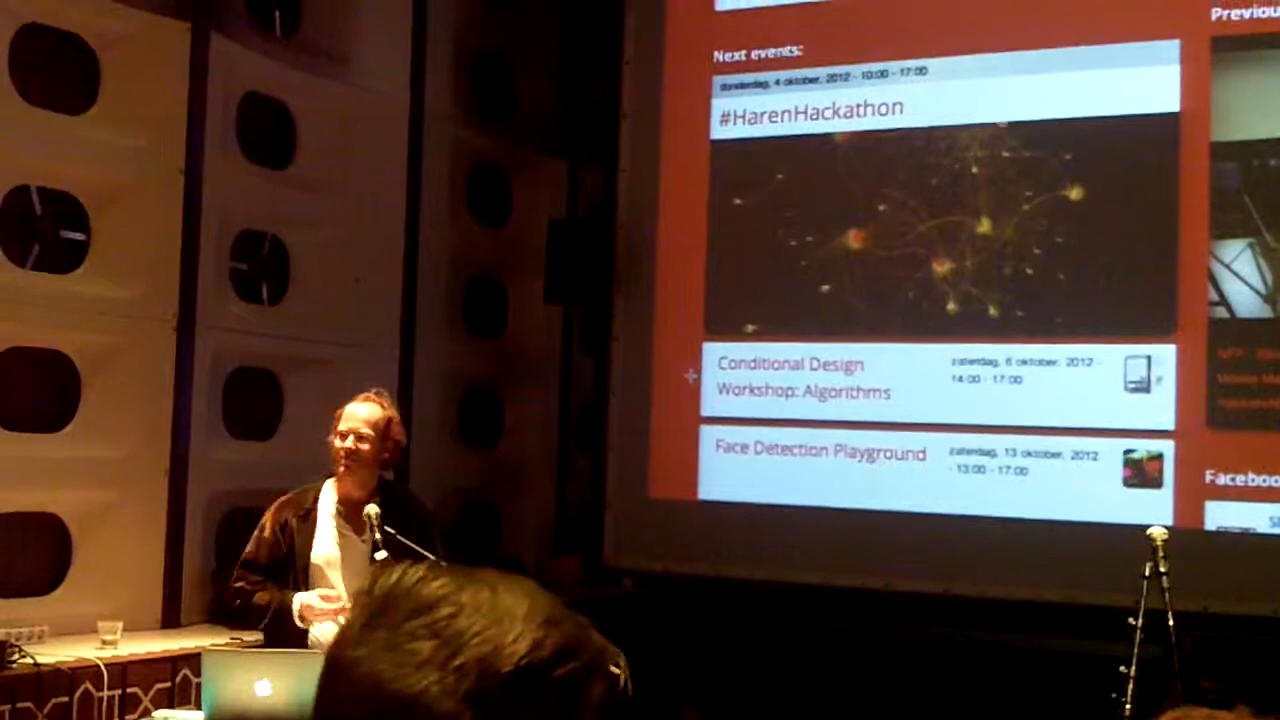 Previou
Next events:
donderdag, 4 oktober, 2012 - 10:00 - 17:00
#HarenHackathon
Conditional Design
Workshop: Algorithms
zaterdag, 6 oktober, 2012 -
14:00 - 17:00
Face Detection Playground
zaterdag, 13 oktober, 2012
- 13:00 - 17:00
Faceboo